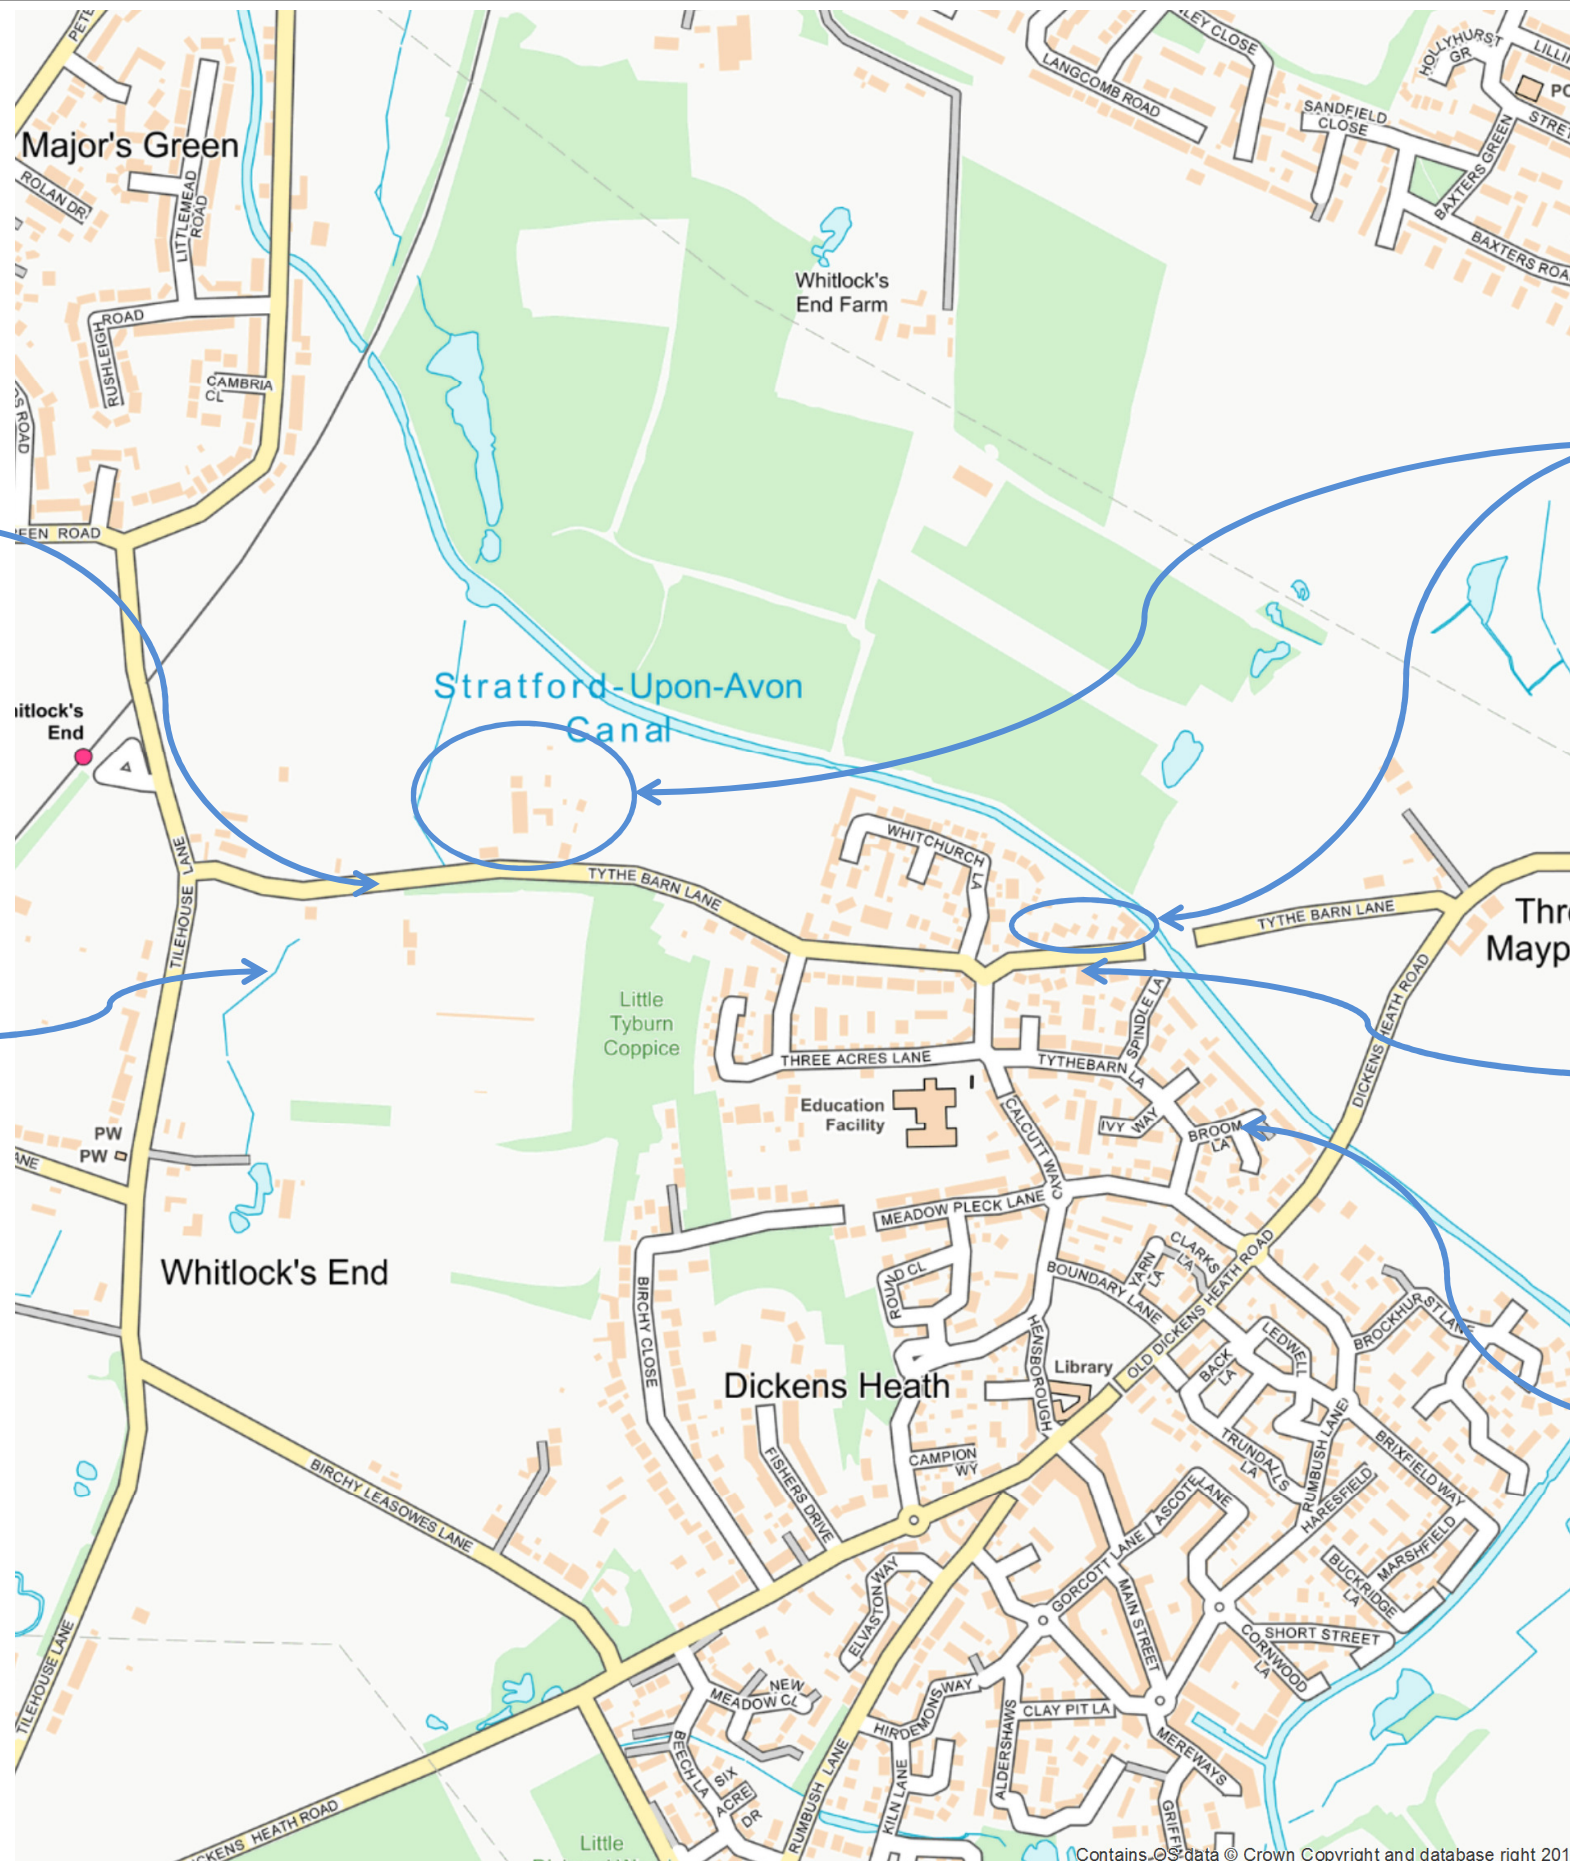 LANGCOMB ROAD
LEY CLOSE
HOLLYHURST
GR
SANDFIELD
CLOSE
BAXTERS GREEN
BAXTERS ROA
Major's Green
ROLAN DR
LITTLEMEAD
ROAD
ROAD
RUSHLEIGH
CAMBRIA
CL
Whitlock's
End Farm
EEN ROAD
Stratford-Upon-Avon
Canal
itlock's
End
TILEHOUSE LANE
TYTHE BARN LANE
WHITCHURCH
LA
TYTHE BARN LANE
Thr
Mayp
Little
Tyburn
Coppice
SPINDLE LA
THREE ACRES LANE
TYTHEBARN LA
DICKENS HEATH ROAD
Education
Facility
CALCUTT WAY
IVY WAY
BROOM
LA
PW
PW
ANE
MEADOW PLECK LANE
Whitlock's End
BIRCHY CLOSE
ROUND CL
BOUNDARY LANE
YARN
LA
CLARKS
LA
OLD DICKENS HEATH ROAD
HENSBOROUGH
BROCKHURST LANE
LEDWELL
BACK
LA
Library
Dickens Heath
CAMPION
WY
FISHERS DRIVE
TRUNDALLS
LA
RUMBUSH LANE
BRIXFIELD WAY
HARESFIELD
BIRCHY LEASOWES LANE
ASCOTE LANE
GORCOTT LANE
MARSHFIELD
BUCKRIDGE
LA
ELVASTON WAY
MAIN STREET
SHORT STREET
CORNWOOD
LA
TILEHOUSE LANE
NEW
MEADOW CL
HIRDEMONSWAY
CLAY PIT LA
ALDERSHAWS
MEREWAYS
BEECH LA
SIX
ACRE
DR
RUMBUSH LANE
KILN LANE
GRIFFI
CKENS HEATH ROAD
Little
Contains OS data © Crown Copyright and database right 201